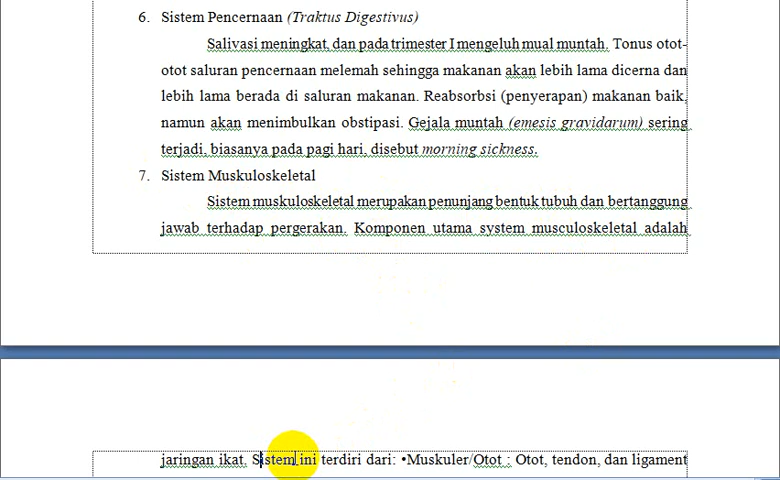 6. Sistem Pencernaan (Traktus Digestivus)
Salivasi meningkat, dan pada trimester I mengeluh mual muntah. Tonus otot-
otot saluran pencernaan melemah sehingga makanan akan lebih lama dicerna dan
lebih lama berada di saluran makanan. Reabsorbsi (penyerapan) makanan baik,
namun akan menimbulkan obstipasi. Gejala muntah (emesis gravidarum) sering
terjadi, biasanya pada pagi hari, disebut morning sickness.
7. Sistem Muskuloskeletal
Sistem muskuloskeletal merupakan penunjang bentuk tubuh dan bertanggung
jawab terhadap pergerakan. Komponen utama system musculoskeletal adalah
jaringan ikat. Sistem ini terdiri dari: •Muskuler/Otot : Otot, tendon, dan ligament